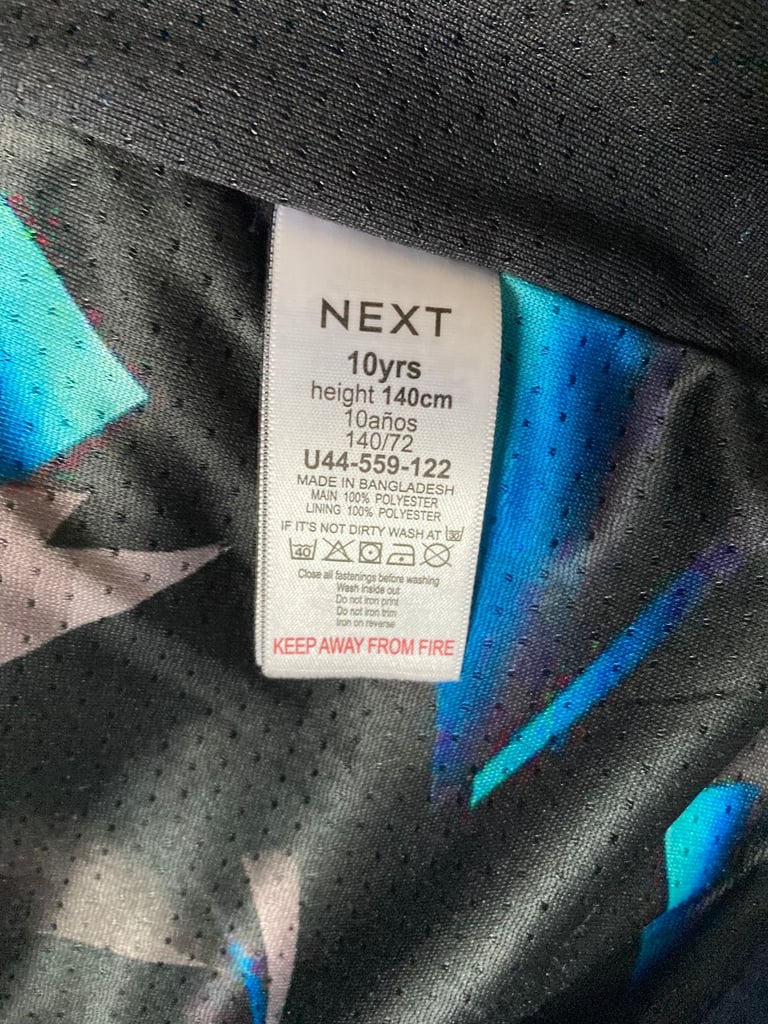 NEXT
10yrs
height 140cm
10años
140/72
U44-559-122
MADE IN BANGLADESH
MAIN 100% POLYESTER
LINING 100% POLYESTER
IF IT'S NOT DIRTY WASH AT 30
40
Close all fastenings before washing
Wash inside out
Do not iron print
Do not iron trim
Iron on reverse
KEEP AWAY FROM FIRE